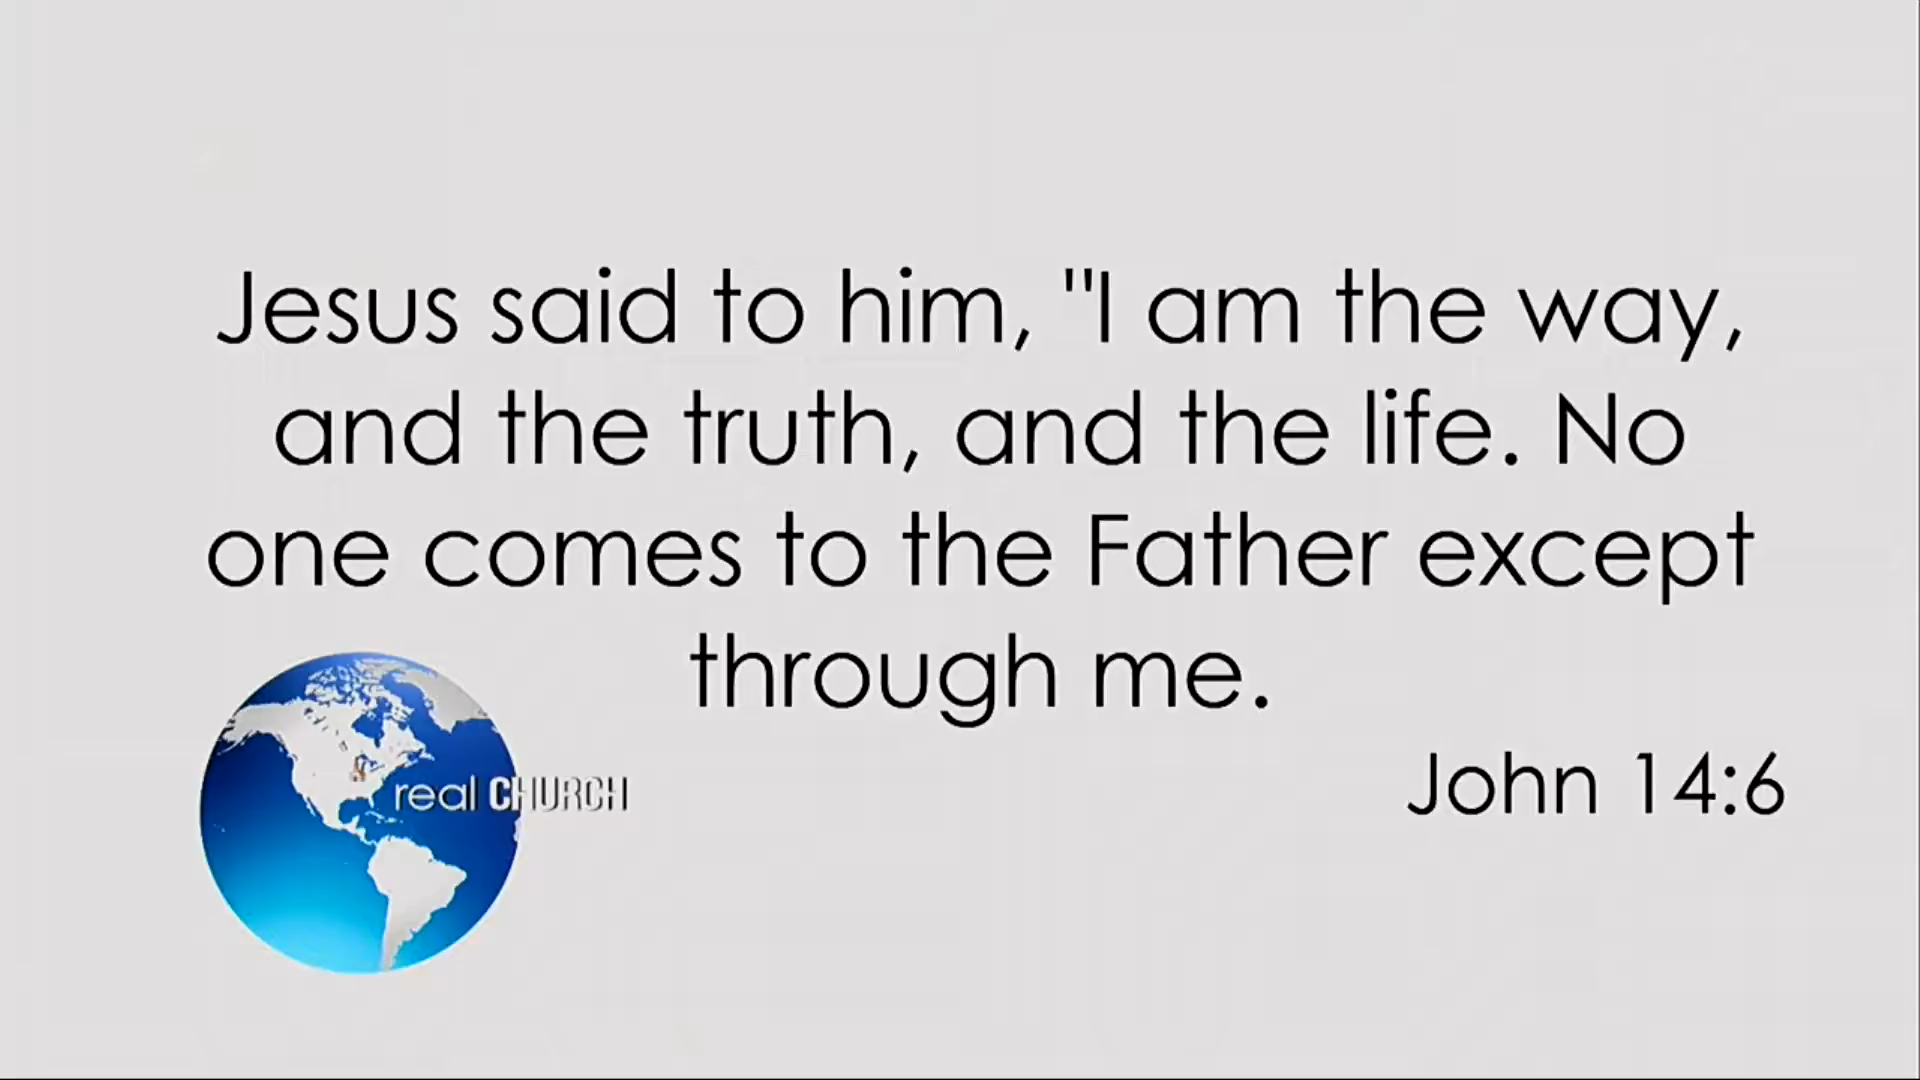 Jesus said to him, "I am the way,
and the truth, and the life. No
one comes to the Father except
through me.
John 14:6
real CHURCH